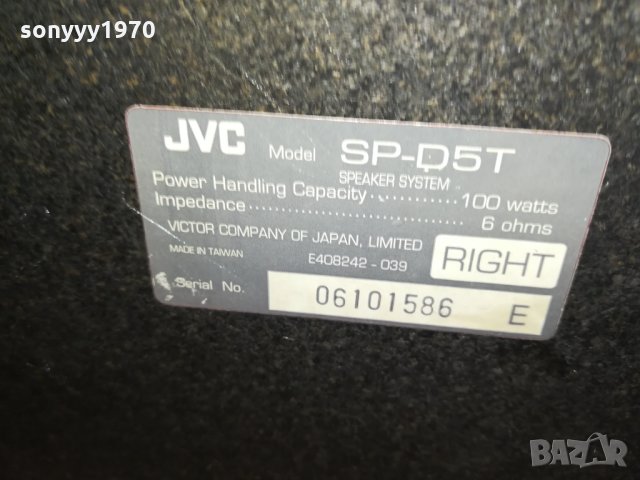 sonyyy1970
JVC Model SP-D5T
SPEAKER SYSTEM
Power Handling Capacity ............ 100 watts
Impedance .............................. 6 ohms
VICTOR COMPANY OF JAPAN, LIMITED
MADE IN TAIWAN E408242-039
RIGHT
Serial No. 06101586 E
BAZAR